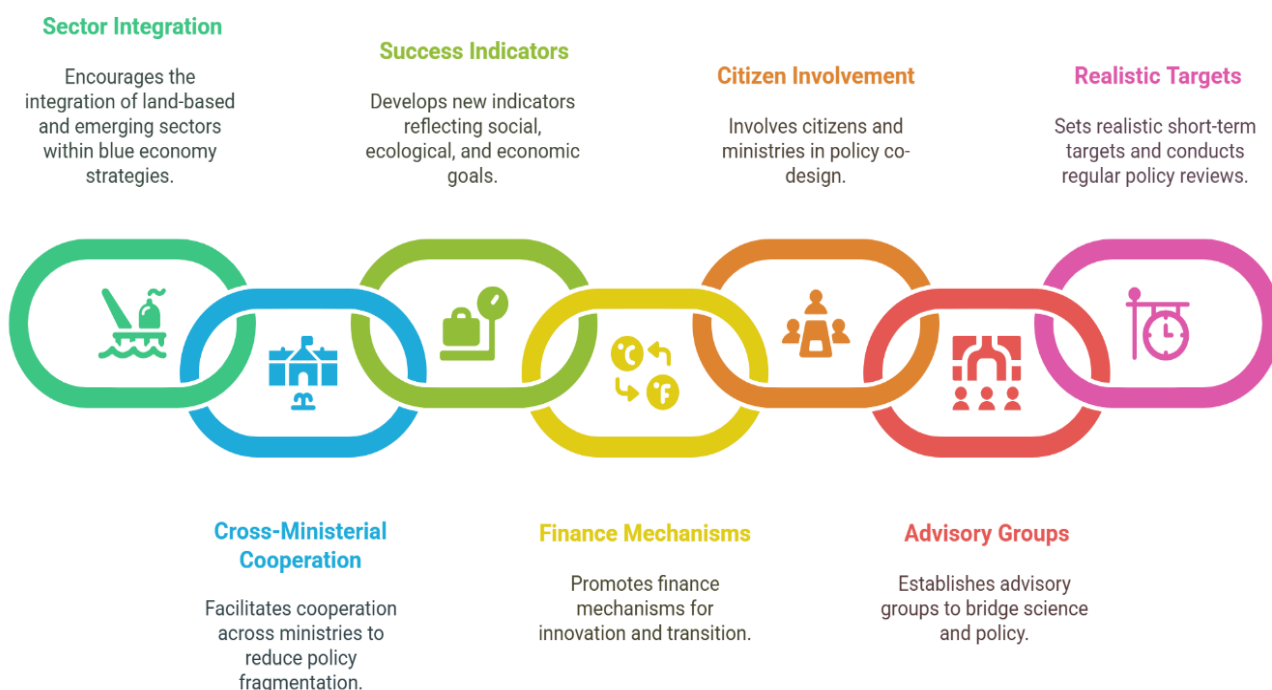 Sector Integration
Encourages the
integration of land-based
and emerging sectors
within blue economy
strategies.
Success Indicators
Develops new indicators
reflecting social,
ecological, and economic
goals.
Citizen Involvement
Involves citizens and
ministries in policy co-
design.
Realistic Targets
Sets realistic short-term
targets and conducts
regular policy reviews.
°C
°F
Cross-Ministerial
Cooperation
Facilitates cooperation
across ministries to
reduce policy
fragmentation.
Finance Mechanisms
Promotes finance
mechanisms for
innovation and transition.
Advisory Groups
Establishes advisory
groups to bridge science
and policy.